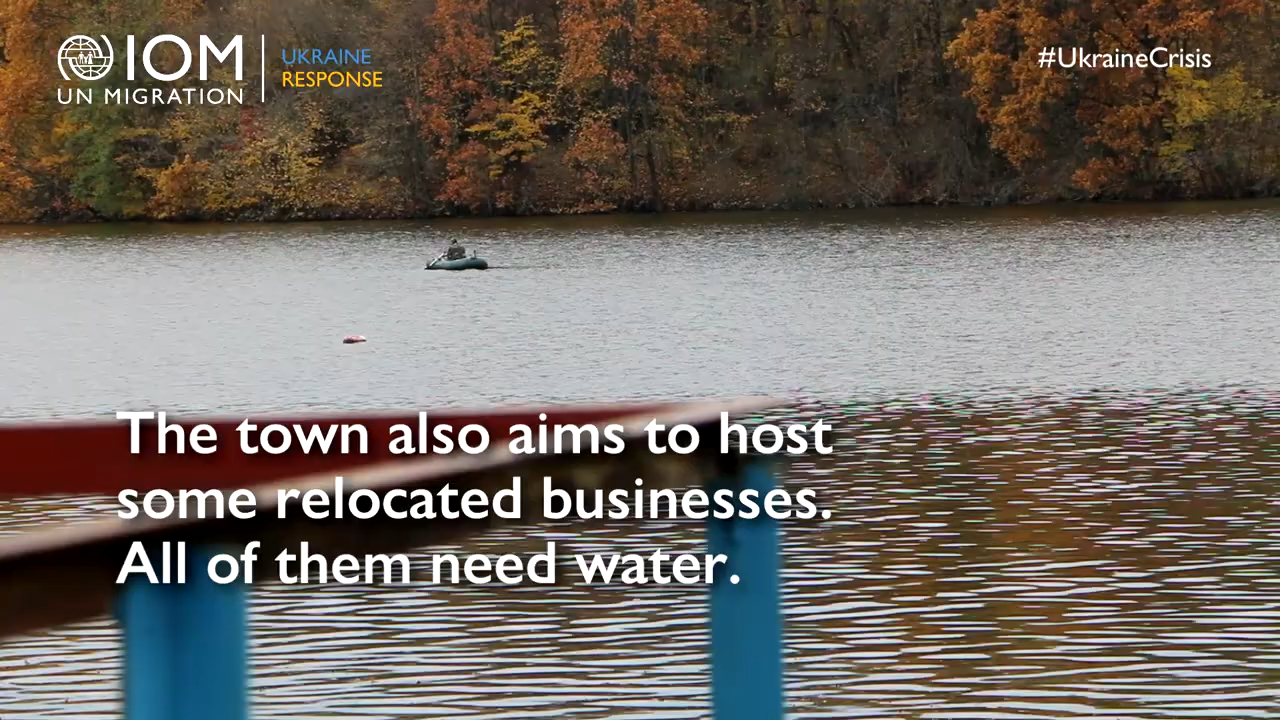 IOM
UN MIGRATION
UKRAINE
RESPONSE
#UkraineCrisis
The town also aims to host
some relocated businesses.
All of them need water.